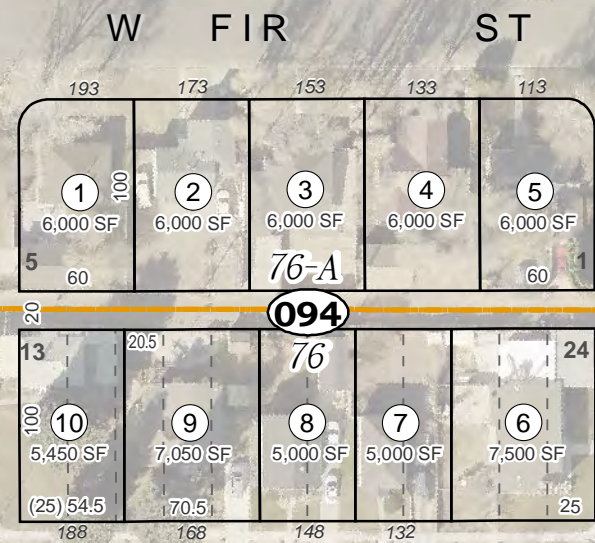 W FIR ST
193 173 153 133 113
1 2 3 4 5
100
6,000 SF 6,000 SF 6,000 SF 6,000 SF 6,000 SF
5 60 76-A 60 1
20 094
13 20.5 76 24
10 9 8 7 6
100
5,450 SF 7,050 SF 5,000 SF 5,000 SF 7,500 SF
(25) 54.5 70.5 25
188 168 148 132